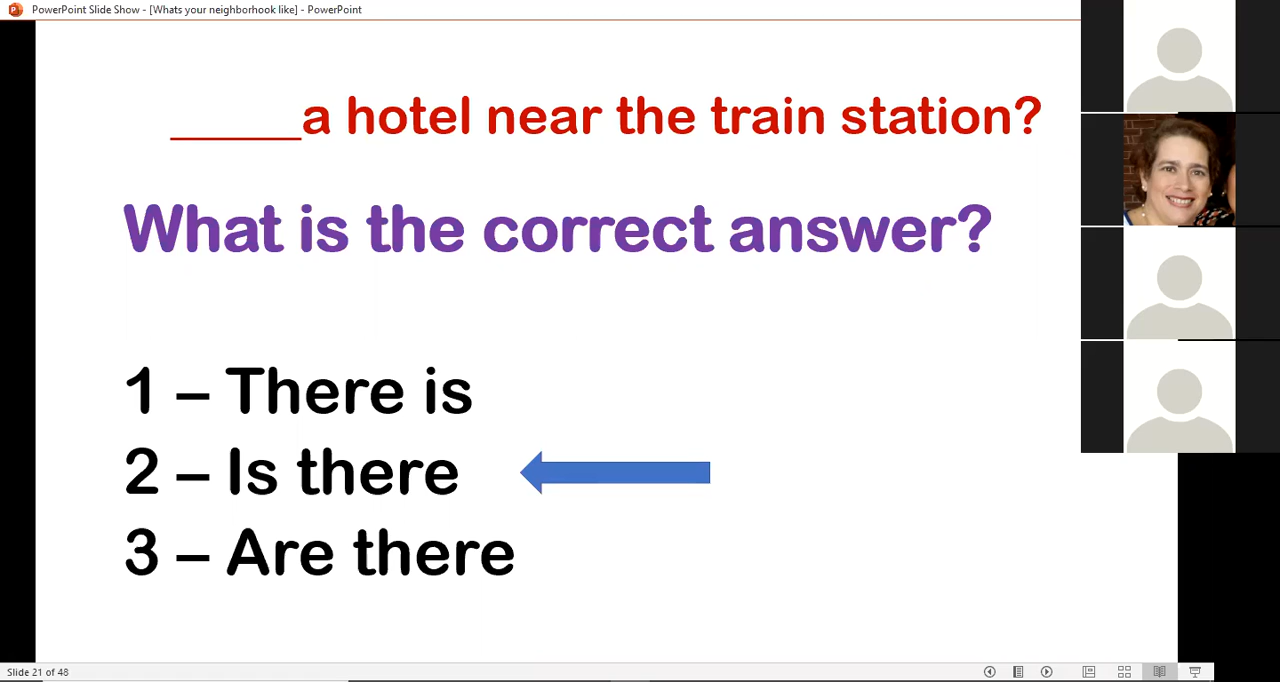 PowerPoint Slide Show - [Whats your neighborhook like] - PowerPoint
_____a hotel near the train station?
What is the correct answer?
1 – There is
2 – Is there
3 – Are there
Slide 21 of 48